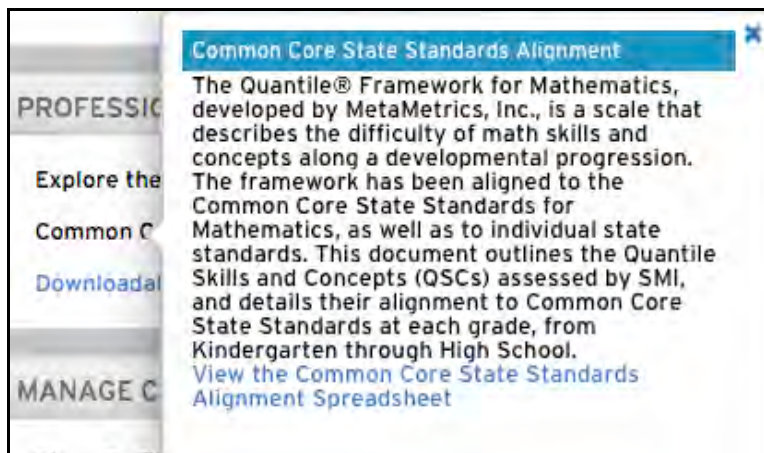 Common Core State Standards Alignment
The Quantile® Framework for Mathematics,
developed by MetaMetrics, Inc., is a scale that
describes the difficulty of math skills and
concepts along a developmental progression.
The framework has been aligned to the
Common Core State Standards for
Mathematics, as well as to individual state
standards. This document outlines the Quantile
Skills and Concepts (QSCs) assessed by SMI,
and details their alignment to Common Core
State Standards at each grade, from
Kindergarten through High School.
View the Common Core State Standards
Alignment Spreadsheet
PROFESSIC
Explore the
Common C
Downloadal
MANAGE C